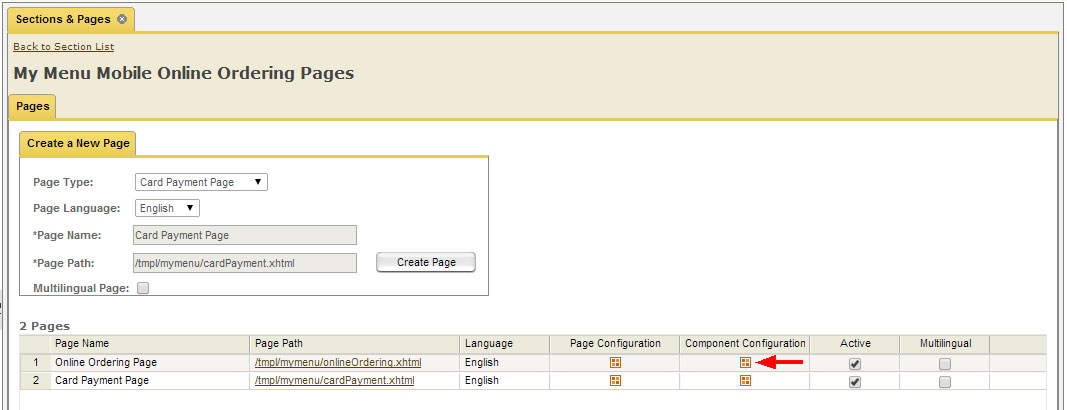 Sections & Pages
Back to Section List
My Menu Mobile Online Ordering Pages
Pages
Create a New Page
Page Type: Card Payment Page
Page Language: English
*Page Name: Card Payment Page
*Page Path: /tmpl/mymenu/cardPayment.xhtml Create Page
Multilingual Page:
2 Pages
Page Name Page Path Language Page Configuration Component Configuration Active Multilingual
1 Online Ordering Page /tmpl/mymenu/onlineOrdering.xhtml English
2 Card Payment Page /tmpl/mymenu/cardPayment.xhtml English